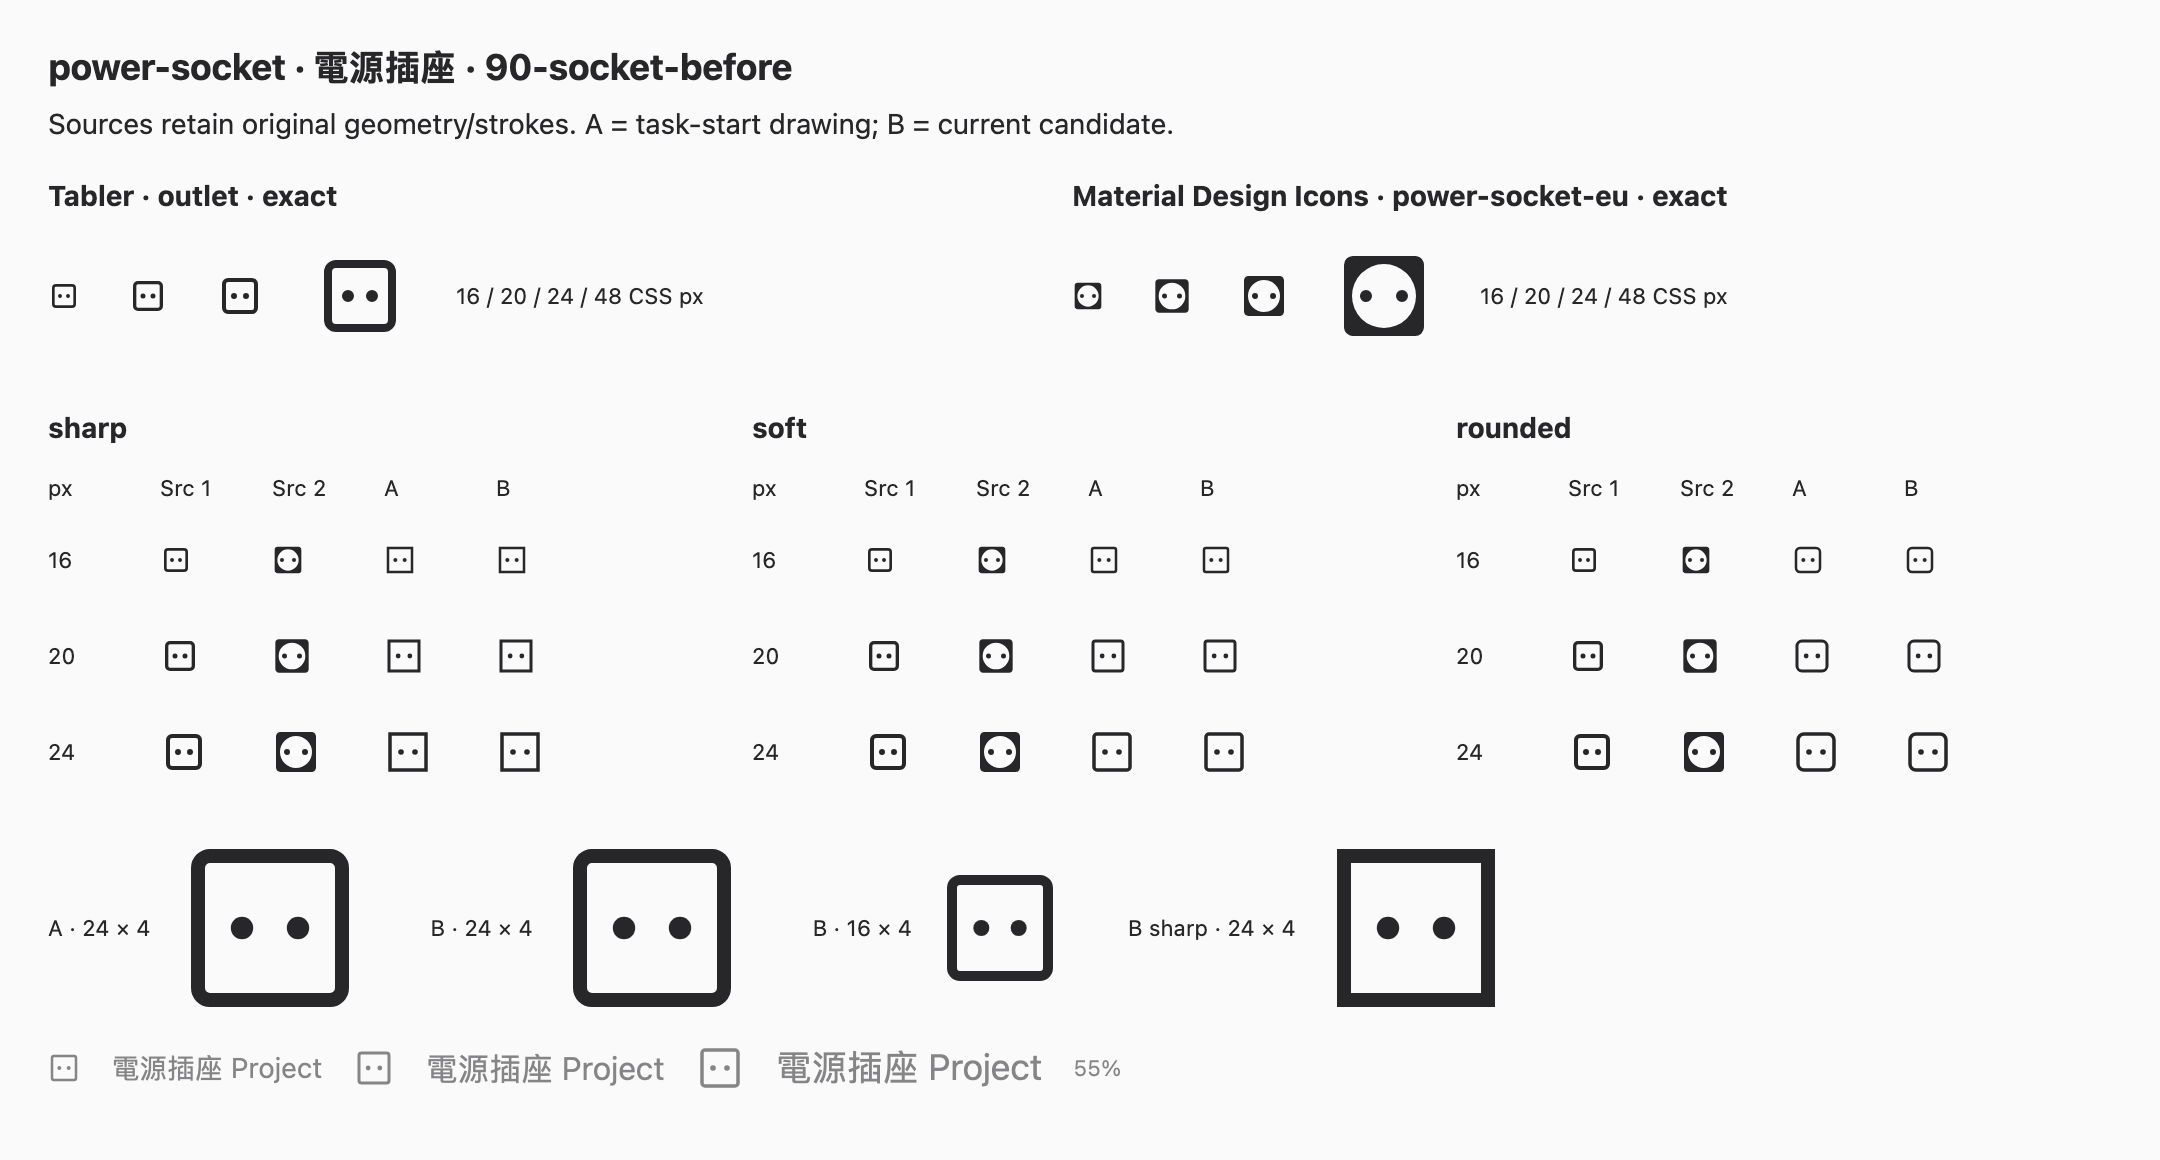 power-socket · 電源插座 · 90-socket-before
Sources retain original geometry/strokes. A = task-start drawing; B = current candidate.
Tabler · outlet · exact
16 / 20 / 24 / 48 CSS px
Material Design Icons · power-socket-eu · exact
16 / 20 / 24 / 48 CSS px
sharp
px Src 1 Src 2 A B
16
20
24
soft
px Src 1 Src 2 A B
16
20
24
rounded
px Src 1 Src 2 A B
16
20
24
A · 24 × 4
B · 24 × 4
B · 16 × 4
B sharp · 24 × 4
電源插座 Project
電源插座 Project
電源插座 Project
55%